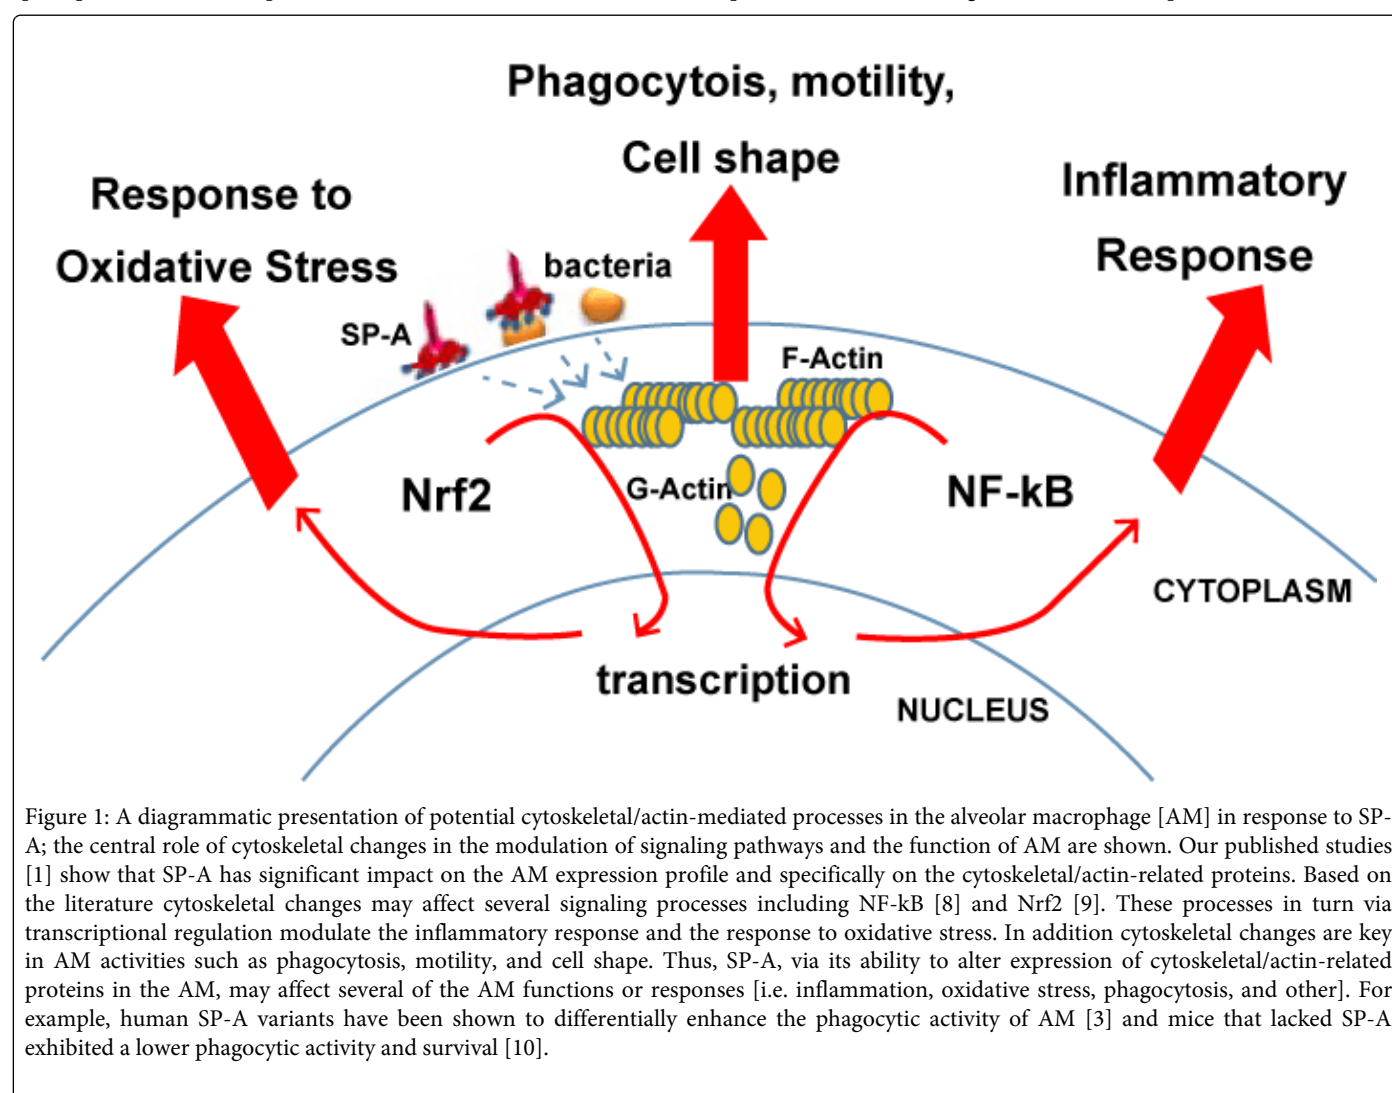 Phagocytois, motility,
Cell shape
Response to
Oxidative Stress
Inflammatory
Response
bacteria
SP-A
F-Actin
Nrf2
G-Actin
NF-kB
CYTOPLASM
transcription
NUCLEUS
Figure 1: A diagrammatic presentation of potential cytoskeletal/actin-mediated processes in the alveolar macrophage [AM] in response to SP-
A; the central role of cytoskeletal changes in the modulation of signaling pathways and the function of AM are shown. Our published studies
[1] show that SP-A has significant impact on the AM expression profile and specifically on the cytoskeletal/actin-related proteins. Based on
the literature cytoskeletal changes may affect several signaling processes including NF-kB [8] and Nrf2 [9]. These processes in turn via
transcriptional regulation modulate the inflammatory response and the response to oxidative stress. In addition cytoskeletal changes are key
in AM activities such as phagocytosis, motility, and cell shape. Thus, SP-A, via its ability to alter expression of cytoskeletal/actin-related
proteins in the AM, may affect several of the AM functions or responses [i.e. inflammation, oxidative stress, phagocytosis, and other]. For
example, human SP-A variants have been shown to differentially enhance the phagocytic activity of AM [3] and mice that lacked SP-A
exhibited a lower phagocytic activity and survival [10].